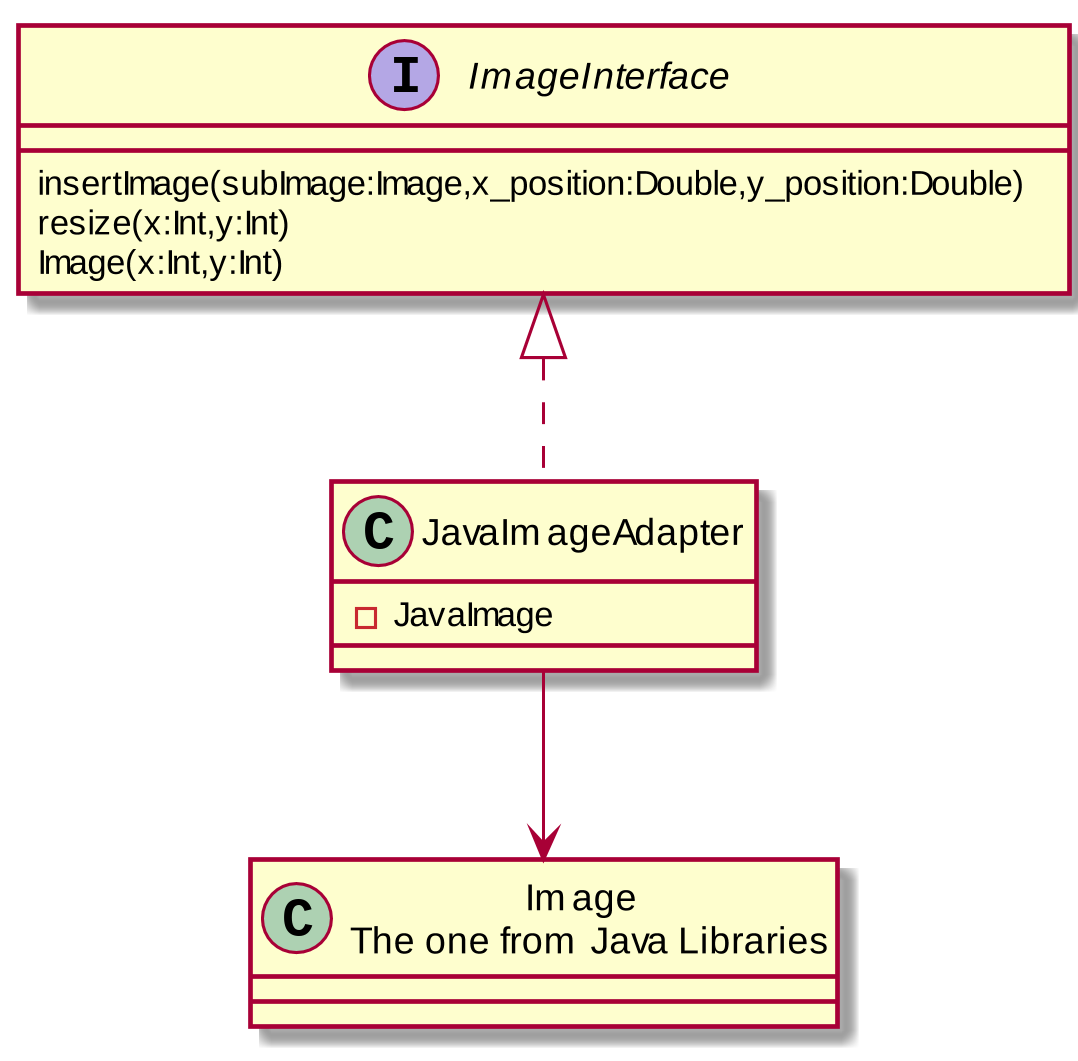 I ImageInterface
insertImage(subImage:Image,x_position:Double,y_position:Double)
resize(x:Int,y:Int)
Image(x:Int,y:Int)
C JavaImageAdapter
JavaImage
C Image
The one from Java Libraries